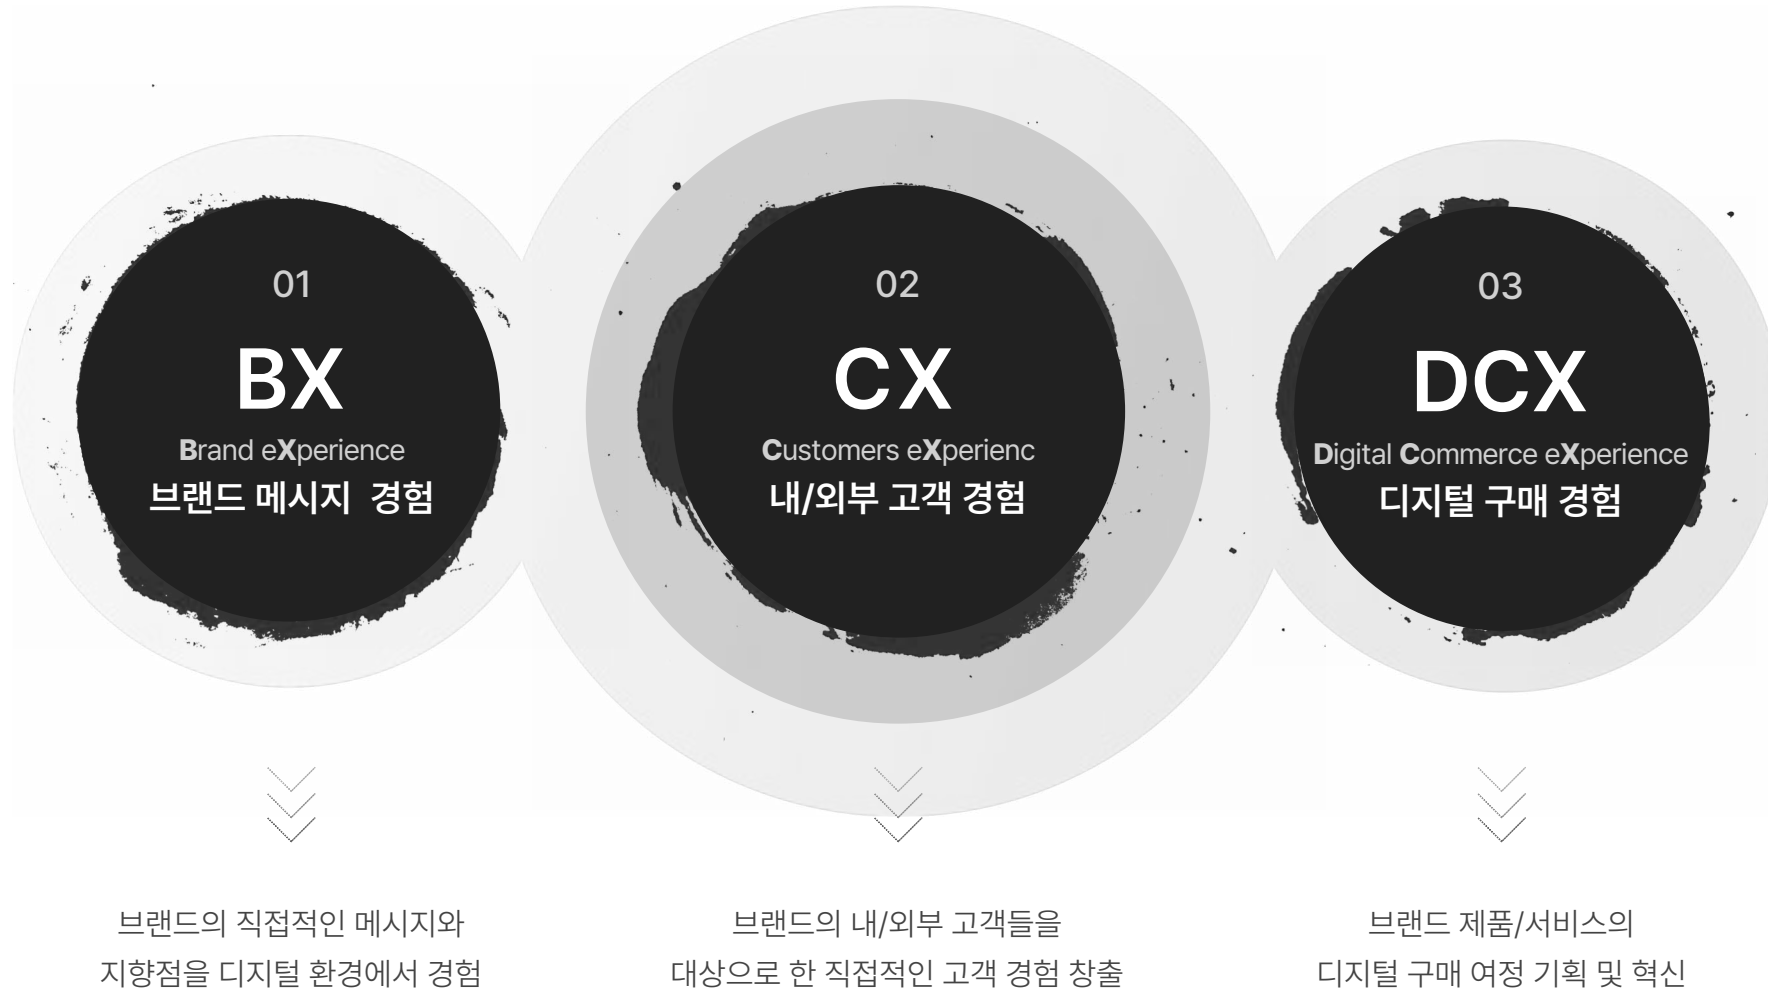 01
BX
Brand eXperience
브랜드 메시지 경험
브랜드의 직접적인 메시지와
지향점을 디지털 환경에서 경험
02
CX
Customers eXperienc
내/외부 고객 경험
브랜드의 내/외부 고객들을
대상으로 한 직접적인 고객 경험 창출
03
DCX
Digital Commerce eXperience
디지털 구매 경험
브랜드 제품/서비스의
디지털 구매 여정 기획 및 혁신